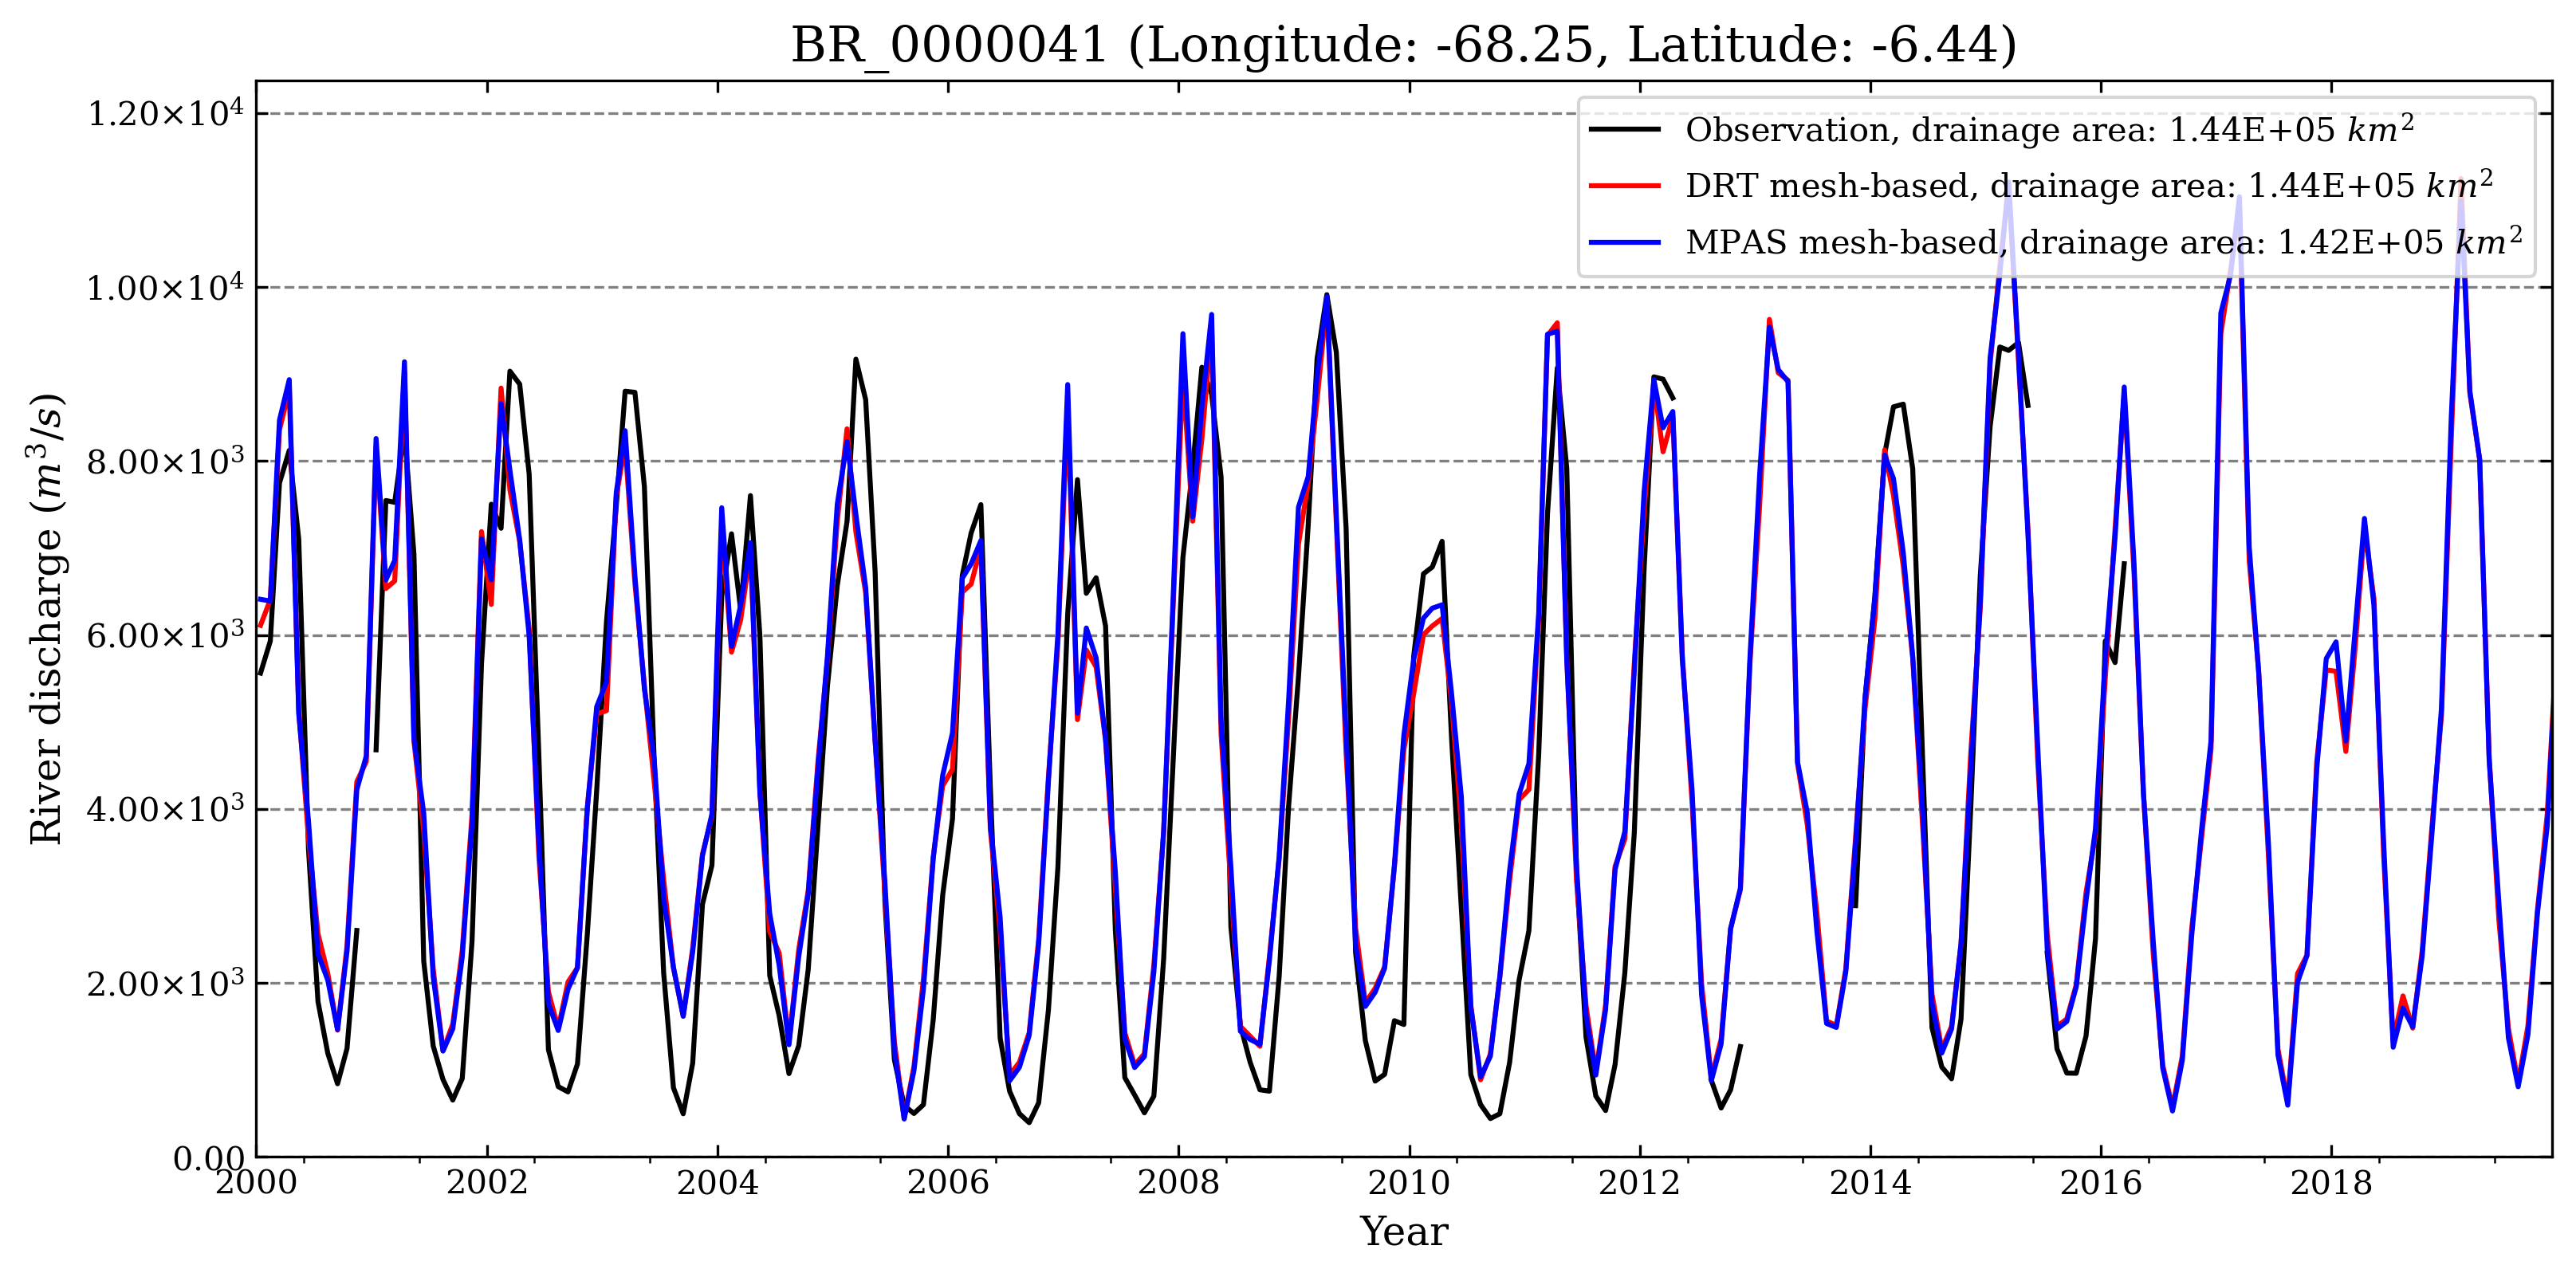 BR_0000041 (Longitude: -68.25, Latitude: -6.44)
1.20×10⁴
1.00×10⁴
8.00×10³
6.00×10³
4.00×10³
2.00×10³
0.00
River discharge (m³/s)
Observation, drainage area: 1.44E+05 km²
DRT mesh-based, drainage area: 1.44E+05 km²
MPAS mesh-based, drainage area: 1.42E+05 km²
2000 2002 2004 2006 2008 2010 2012 2014 2016 2018
Year